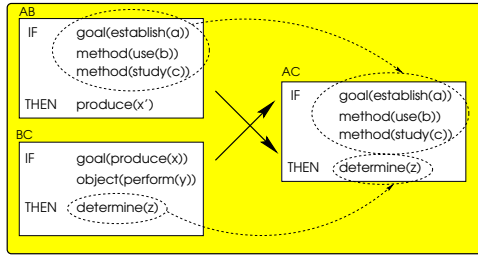 AB
IF goal(establish(a))
method(use(b))
method(study(c))
THEN produce(x')
BC
IF goal(produce(x))
object(perform(y))
THEN determine(z)
AC
IF goal(establish(a))
method(use(b))
method(study(c))
THEN determine(z)